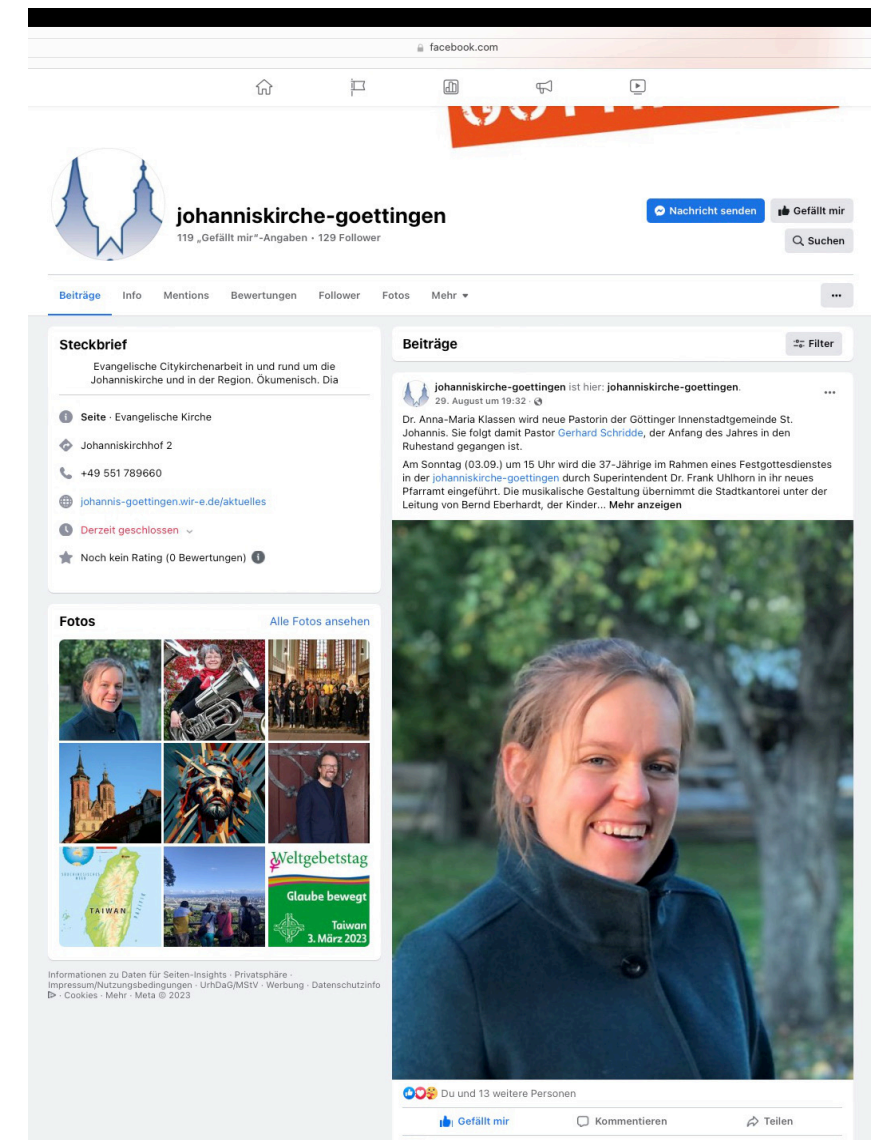 facebook.com
johanniskirche-goettingen
119 „Gefällt mir"-Angaben · 129 Follower
Nachricht senden
Gefällt mir
Suchen
Beiträge Info Mentions Bewertungen Follower Fotos Mehr
Steckbrief
Evangelische Citykirchenarbeit in und rund um die
Johanniskirche und in der Region. Ökumenisch. Dia
Seite · Evangelische Kirche
Johanniskirchhof 2
+49 551 789660
johannis-goettingen.wir-e.de/aktuelles
Derzeit geschlossen
Noch kein Rating (0 Bewertungen)
Fotos
Alle Fotos ansehen
TAIWAN
Weltgebetstag
Glaube bewegt
Taiwan
3. März 2023
Informationen zu Daten für Seiten-Insights · Privatsphäre ·
Impressum/Nutzungsbedingungen · UrhDaG/MStV · Werbung · Datenschutzinfo
· Cookies · Mehr · Meta © 2023
Beiträge
Filter
johanniskirche-goettingen ist hier: johanniskirche-goettingen.
29. August um 19:32 ·
Dr. Anna-Maria Klassen wird neue Pastorin der Göttinger Innenstadtgemeinde St.
Johannis. Sie folgt damit Pastor Gerhard Schridde, der Anfang des Jahres in den
Ruhestand gegangen ist.
Am Sonntag (03.09.) um 15 Uhr wird die 37-Jährige im Rahmen eines Festgottesdienstes
in der johanniskirche-goettingen durch Superintendent Dr. Frank Uhlhorn in ihr neues
Pfarramt eingeführt. Die musikalische Gestaltung übernimmt die Stadtkantorei unter der
Leitung von Bernd Eberhardt, der Kinder... Mehr anzeigen
Du und 13 weitere Personen
Gefällt mir
Kommentieren
Teilen